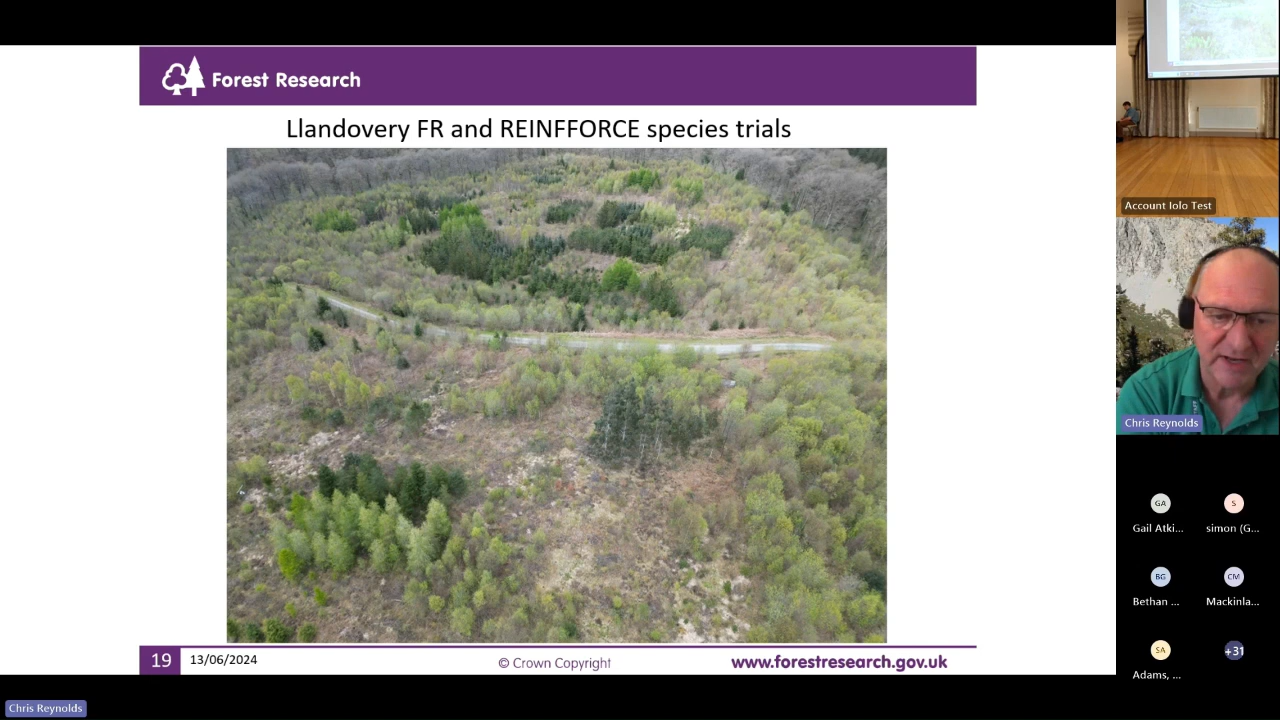 Forest Research
Llandovery FR and REINFFORCE species trials
19
13/06/2024
© Crown Copyright
www.forestresearch.gov.uk
Chris Reynolds
Account Iolo Test
Chris Reynolds
GA
Gail Atki...
S
simon (G...
BG
Bethan ...
CM
Mackinla...
SA
Adams, ...
+31